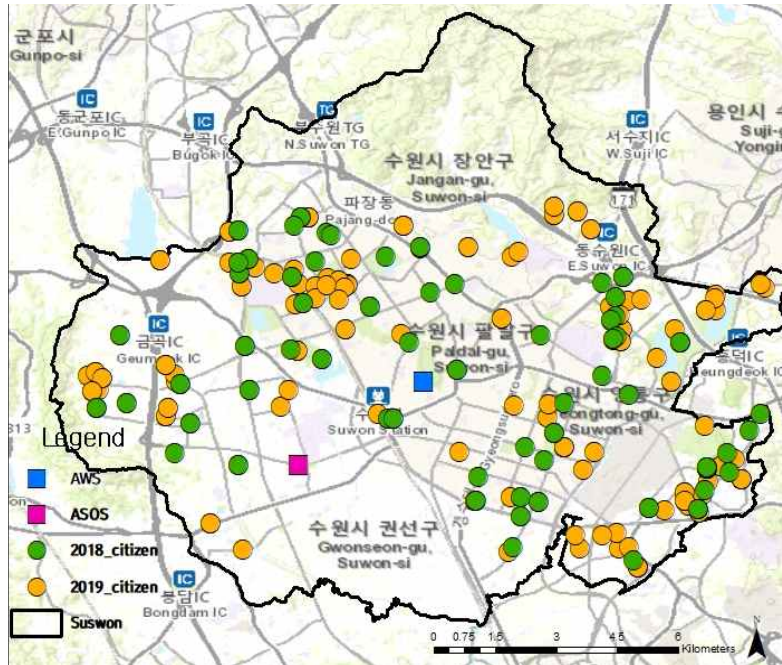 군포시
Gunpo-si
IC
동군포IC
E.Gunpo IC
IC
부곡IC
Bugok IC
TG
북수원TG
N.Suwon TG
IC
서수지IC
W.Suji IC
용인시
Suji-
Yongin
수원시 장안구
Jangan-gu,
Suwon-si
171
파장동
Pajang-do
IC
동수원IC
E.Suwon IC
IC
금곡IC
Geumgok IC
수원시 팔달구
Paldal-gu,
Suwon-si
IC
흥덕IC
eungdeok IC
수원시 영통구
Yeongtong-gu,
Suwon-si
Suwon Station
Gyeongsu
313
Legend
AWS
ASOS
2018_citizen
2019_citizen
Suswon
수원시 권선구
Gwonseon-gu,
Suwon-si
IC
봉담IC
Bongdam IC
0 0.75 1.5 3 4.5 6
Kilometers
N